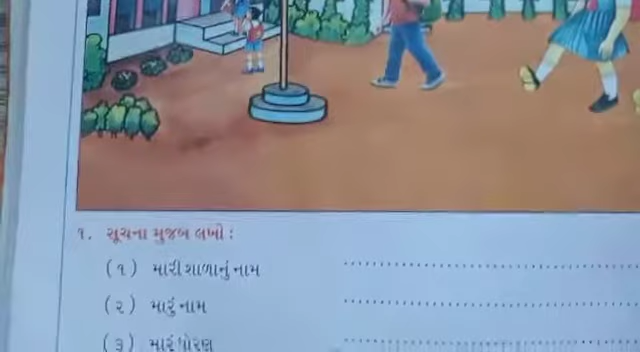 ૧. સૂચના મુજબ લખો :
(૧) મારી શાળાનું નામ ........................................
(૨) મારું નામ ........................................
(૩) મારું ધોરણ ........................................